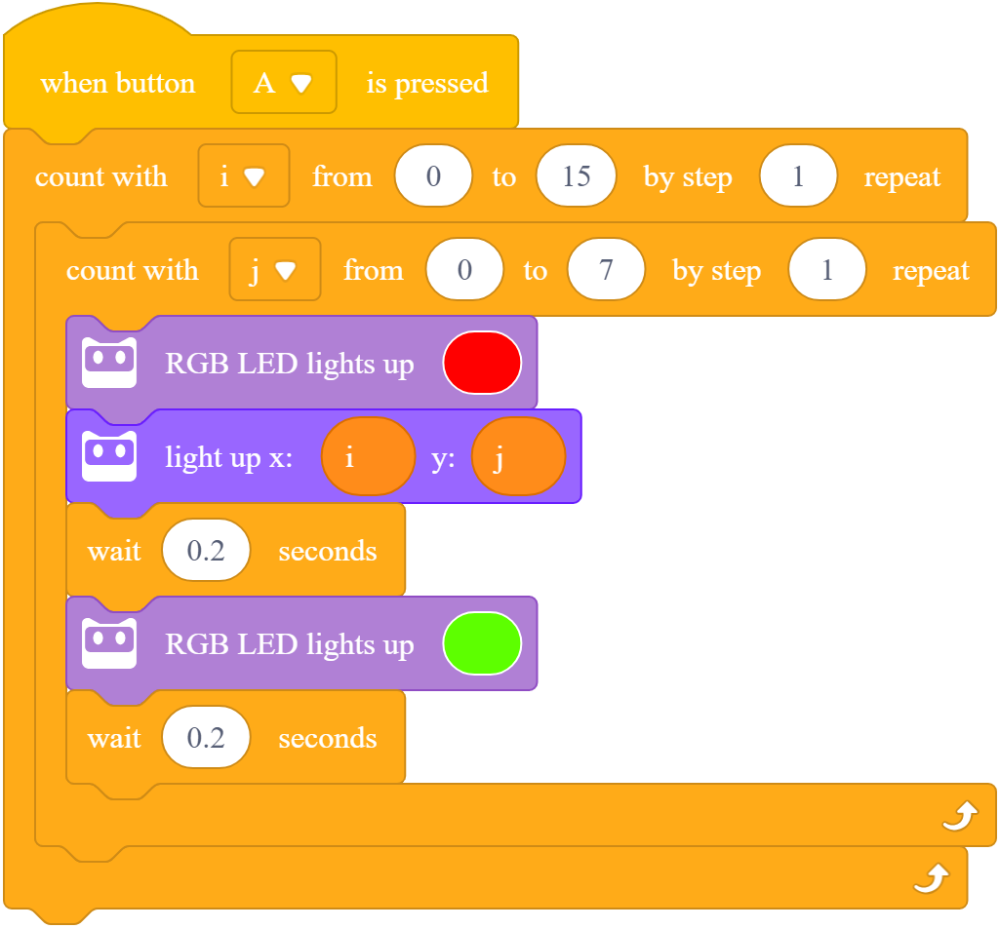 when button A is pressed
count with i from 0 to 15 by step 1 repeat
count with j from 0 to 7 by step 1 repeat
RGB LED lights up
light up x: i y: j
wait 0.2 seconds
RGB LED lights up
wait 0.2 seconds